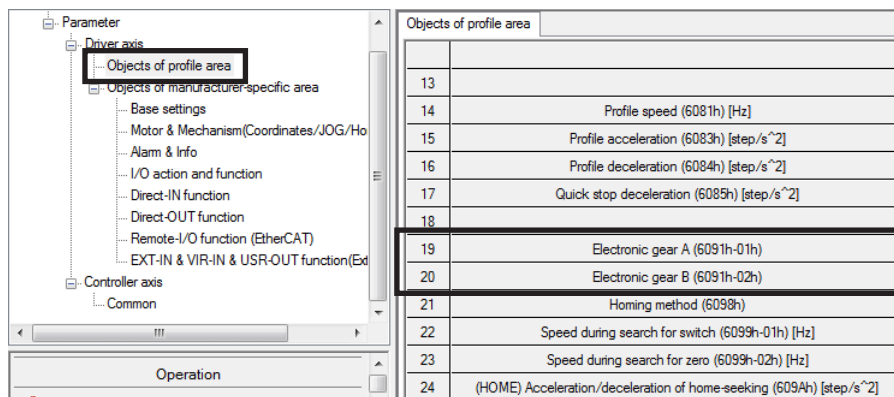 Parameter
Driver axis
Objects of profile area
Objects of manufacturer-specific area
Base settings
Motor & Mechanism(Coordinates/JOG/Ho
Alarm & Info
I/O action and function
Direct-IN function
Direct-OUT function
Remote-I/O function (EtherCAT)
EXT-IN & VIR-IN & USR-OUT function(Ext
Controller axis
Common
Operation
Objects of profile area
13
14 Profile speed (6081h) [Hz]
15 Profile acceleration (6083h) [step/s^2]
16 Profile deceleration (6084h) [step/s^2]
17 Quick stop deceleration (6085h) [step/s^2]
18
19 Electronic gear A (6091h-01h)
20 Electronic gear B (6091h-02h)
21 Homing method (6098h)
22 Speed during search for switch (6099h-01h) [Hz]
23 Speed during search for zero (6099h-02h) [Hz]
24 (HOME) Acceleration/deceleration of home-seeking (609Ah) [step/s^2]